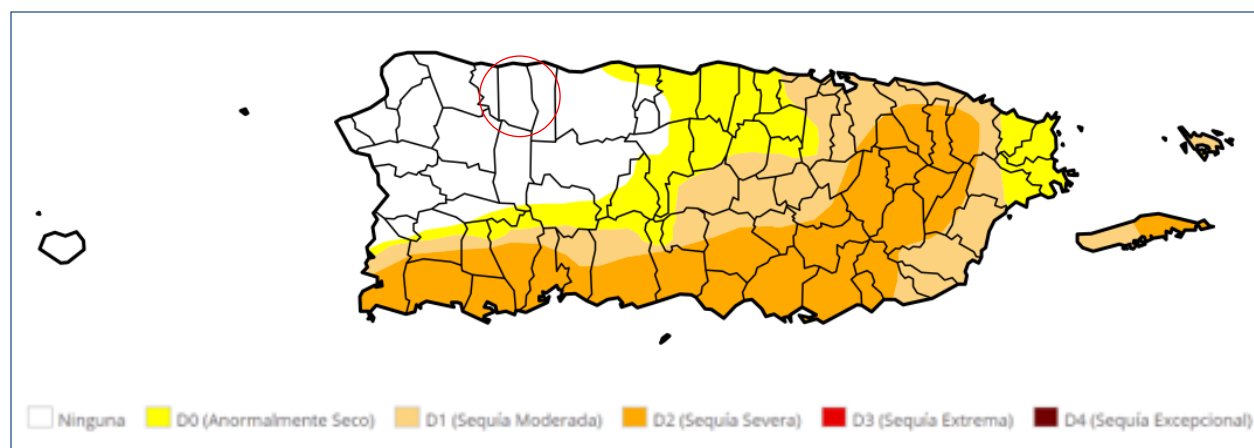 Ninguna D0 (Anormalmente Seco) D1 (Sequía Moderada) D2 (Sequía Severa) D3 (Sequía Extrema) D4 (Sequía Excepcional)